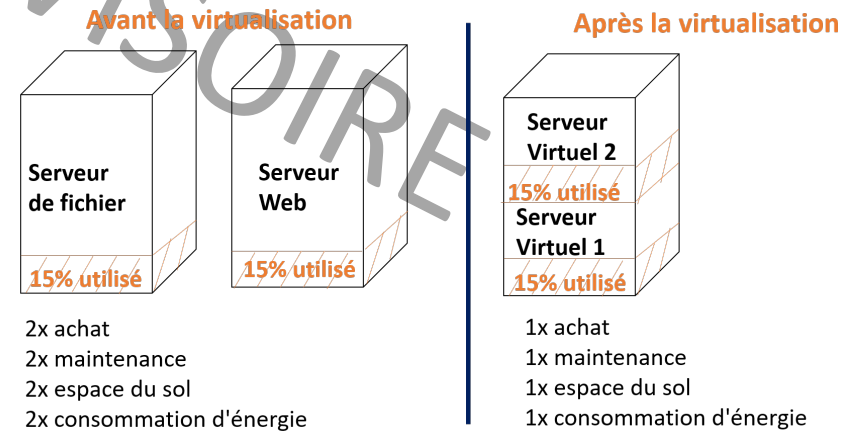 Avant la virtualisation
Serveur
de fichier
15% utilisé
Serveur
Web
15% utilisé
2x achat
2x maintenance
2x espace du sol
2x consommation d'énergie
Après la virtualisation
Serveur
Virtuel 2
15% utilisé
Serveur
Virtuel 1
15% utilisé
1x achat
1x maintenance
1x espace du sol
1x consommation d'énergie